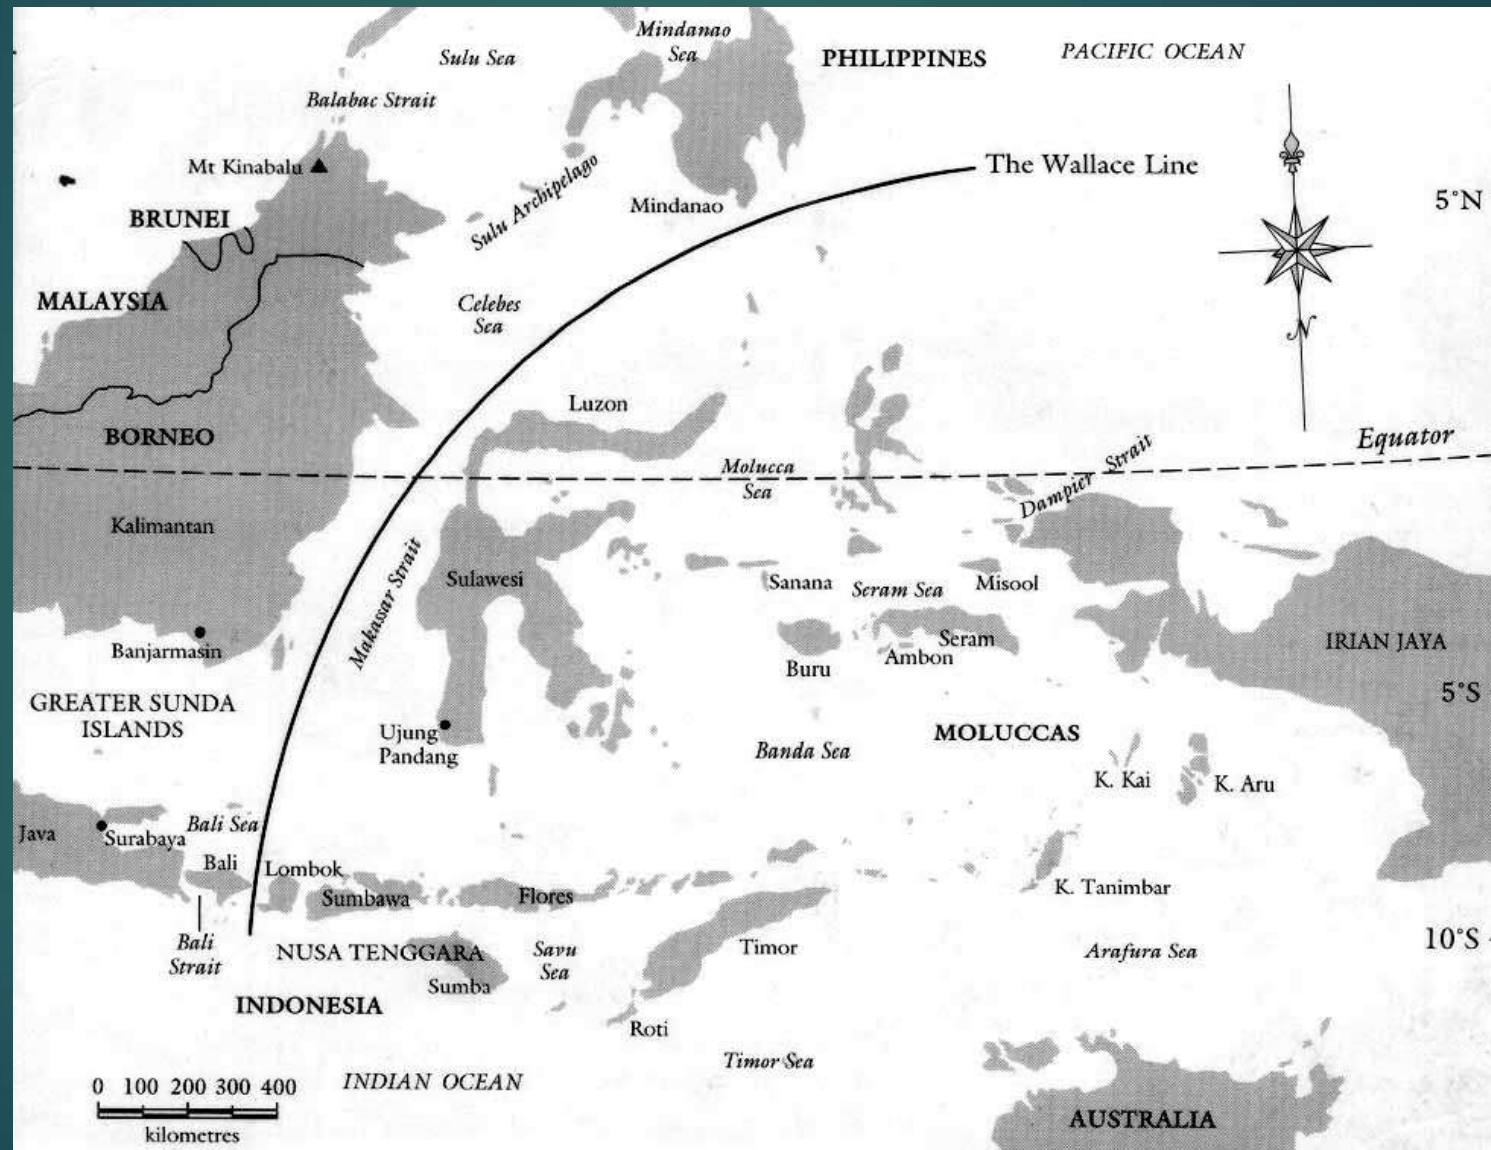 Mindanao
Sea
PHILIPPINES
PACIFIC OCEAN
Sulu Sea
Balabac Strait
Mt Kinabalu
The Wallace Line
Sulu Archipelago
Mindanao
5°N
BRUNEI
MALAYSIA
Celebes
Sea
N
Luzon
BORNEO
Equator
Molucca
Sea
Dampier Strait
Kalimantan
Makassar Strait
Sulawesi
Sanana
Seram Sea
Misool
Banjarmasin
Buru
Ambon
Seram
IRIAN JAYA
5°S
GREATER SUNDA
ISLANDS
Ujung
Pandang
Banda Sea
MOLUCCAS
K. Kai
K. Aru
Java
Surabaya
Bali Sea
Bali
Lombok
Sumbawa
Flores
K. Tanimbar
Bali
Strait
NUSA TENGGARA
Savu
Sea
Timor
Arafura Sea
10°S
Sumba
INDONESIA
Roti
Timor Sea
0 100 200 300 400
kilometres
INDIAN OCEAN
AUSTRALIA